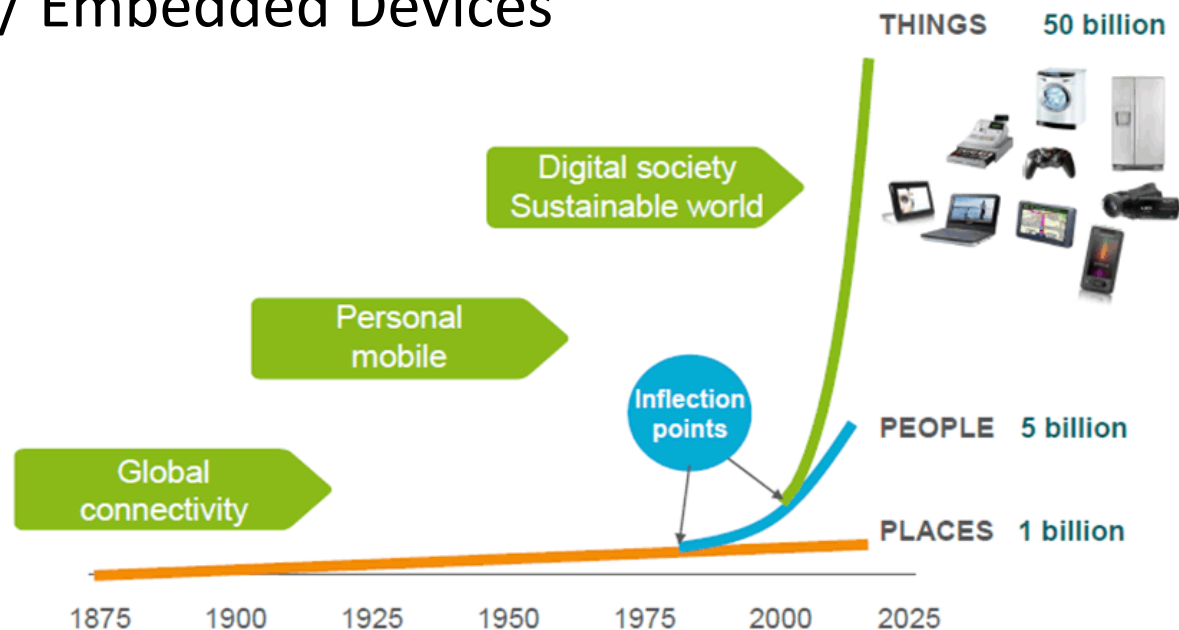 / Embedded Devices
THINGS 50 billion
Digital society
Sustainable world
Personal
mobile
Inflection
points
PEOPLE 5 billion
Global
connectivity
PLACES 1 billion
1875 1900 1925 1950 1975 2000 2025